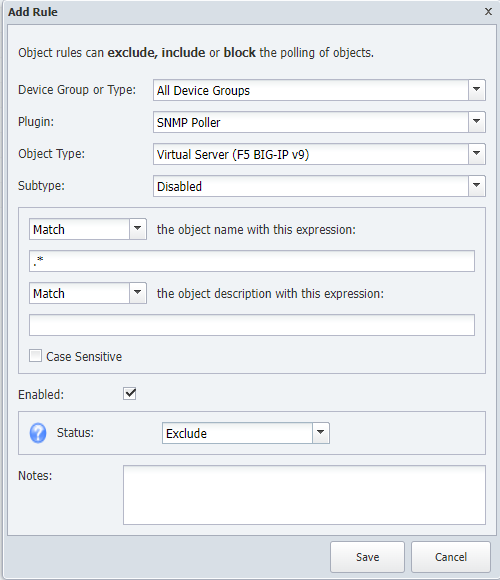 Add Rule x
Object rules can exclude, include or block the polling of objects.
Device Group or Type: All Device Groups
Plugin: SNMP Poller
Object Type: Virtual Server (F5 BIG-IP v9)
Subtype: Disabled
Match the object name with this expression:
.*
Match the object description with this expression:
Case Sensitive
Enabled:
? Status: Exclude
Notes:
Save Cancel